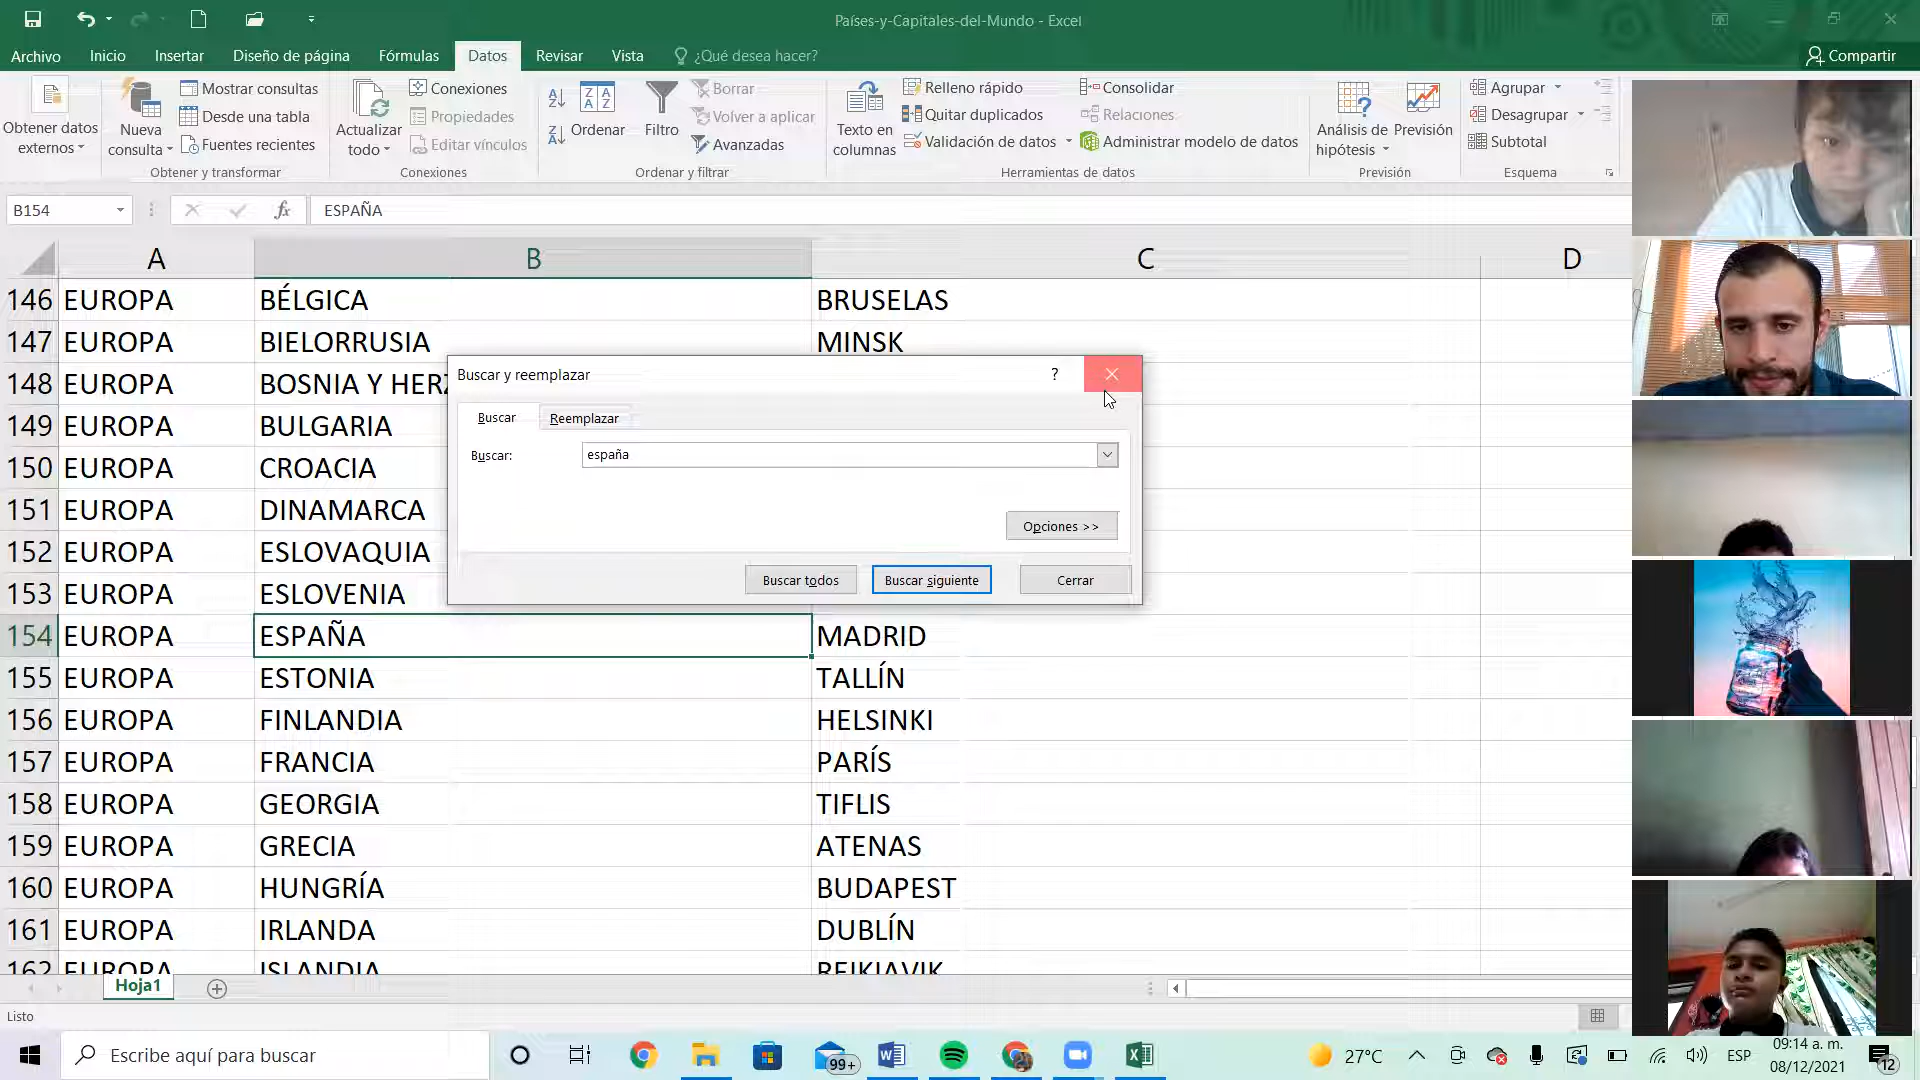 Países-y-Capitales-del-Mundo - Excel
Archivo Inicio Insertar Diseño de página Fórmulas Datos Revisar Vista ¿Qué desea hacer? Compartir
Obtener datos externos
Nueva consulta
Mostrar consultas
Desde una tabla
Fuentes recientes
Obtener y transformar
Actualizar todo
Conexiones
Propiedades
Editar vínculos
Conexiones
Ordenar
Filtro
Borrar
Volver a aplicar
Avanzadas
Ordenar y filtrar
Texto en columnas
Relleno rápido
Quitar duplicados
Validación de datos
Consolidar
Relaciones
Administrar modelo de datos
Herramientas de datos
Análisis de hipótesis
Previsión
Previsión
Agrupar
Desagrupar
Subtotal
Esquema
B154 fx ESPAÑA
A B C D
146 EUROPA BÉLGICA BRUSELAS
147 EUROPA BIELORRUSIA MINSK
148 EUROPA BOSNIA Y HERZ
149 EUROPA BULGARIA
150 EUROPA CROACIA
151 EUROPA DINAMARCA
152 EUROPA ESLOVAQUIA
153 EUROPA ESLOVENIA
154 EUROPA ESPAÑA MADRID
155 EUROPA ESTONIA TALLÍN
156 EUROPA FINLANDIA HELSINKI
157 EUROPA FRANCIA PARÍS
158 EUROPA GEORGIA TIFLIS
159 EUROPA GRECIA ATENAS
160 EUROPA HUNGRÍA BUDAPEST
161 EUROPA IRLANDA DUBLÍN
162 EUROPA ISLANDIA REIKIAVIK
Buscar y reemplazar ?
Buscar Reemplazar
Buscar: españa
Opciones >>
Buscar todos Buscar siguiente Cerrar
Hoja1
Listo
Escribe aquí para buscar
99+
27°C
ESP
09:14 a. m.
08/12/2021
12